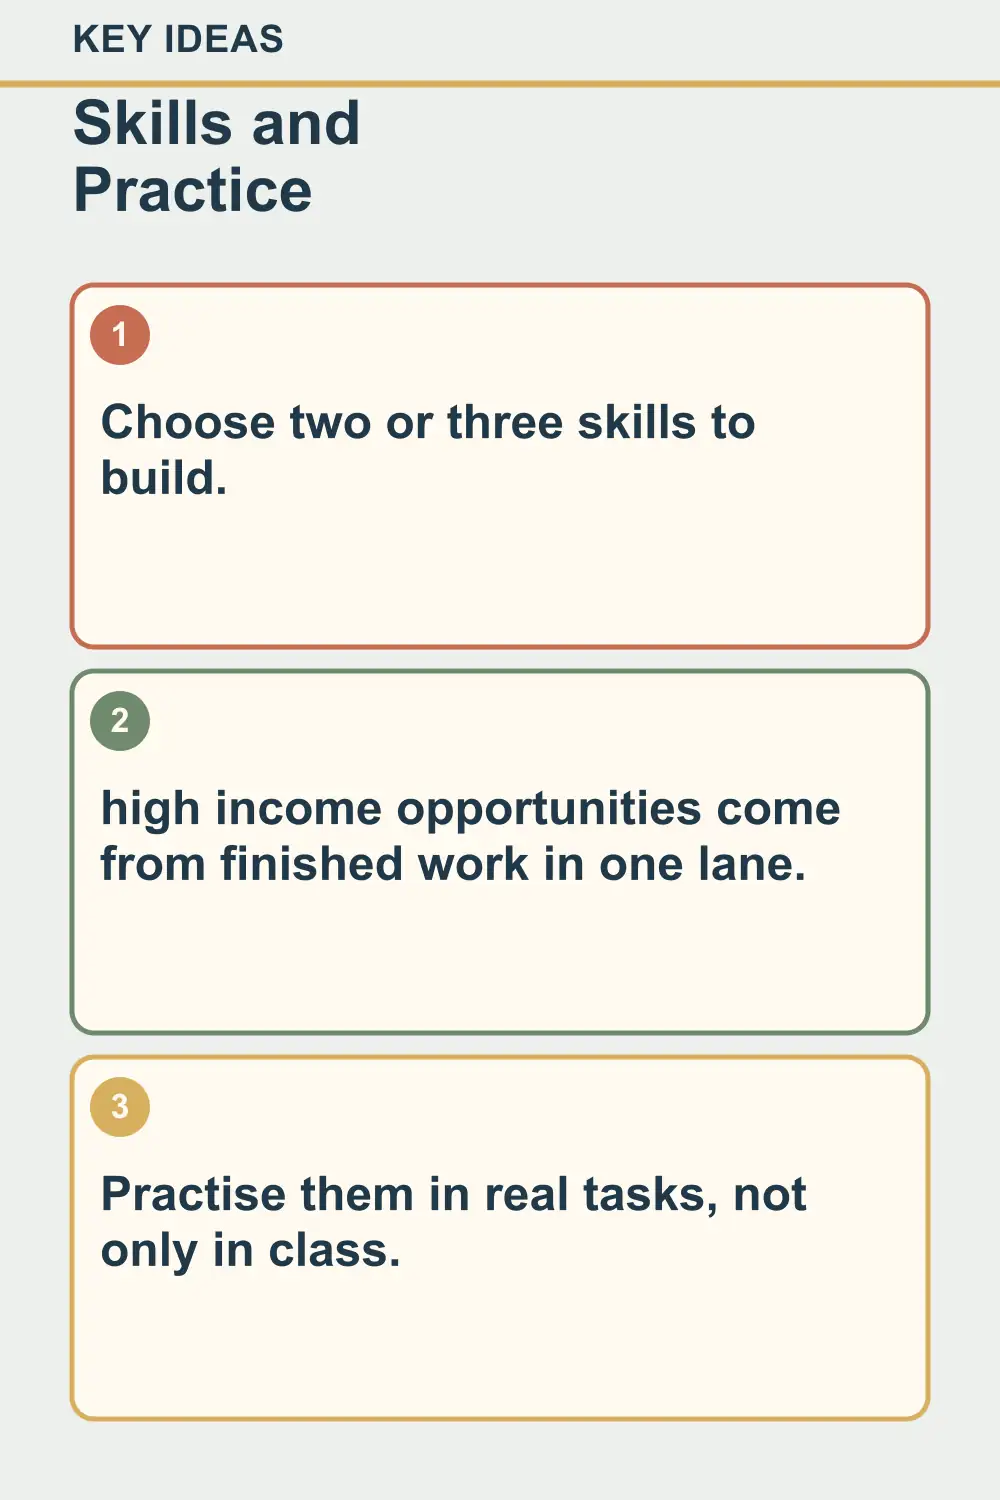 KEY IDEAS
Skills and
Practice
1
Choose two or three skills to
build.
2
high income opportunities come
from finished work in one lane.
3
Practise them in real tasks, not
only in class.